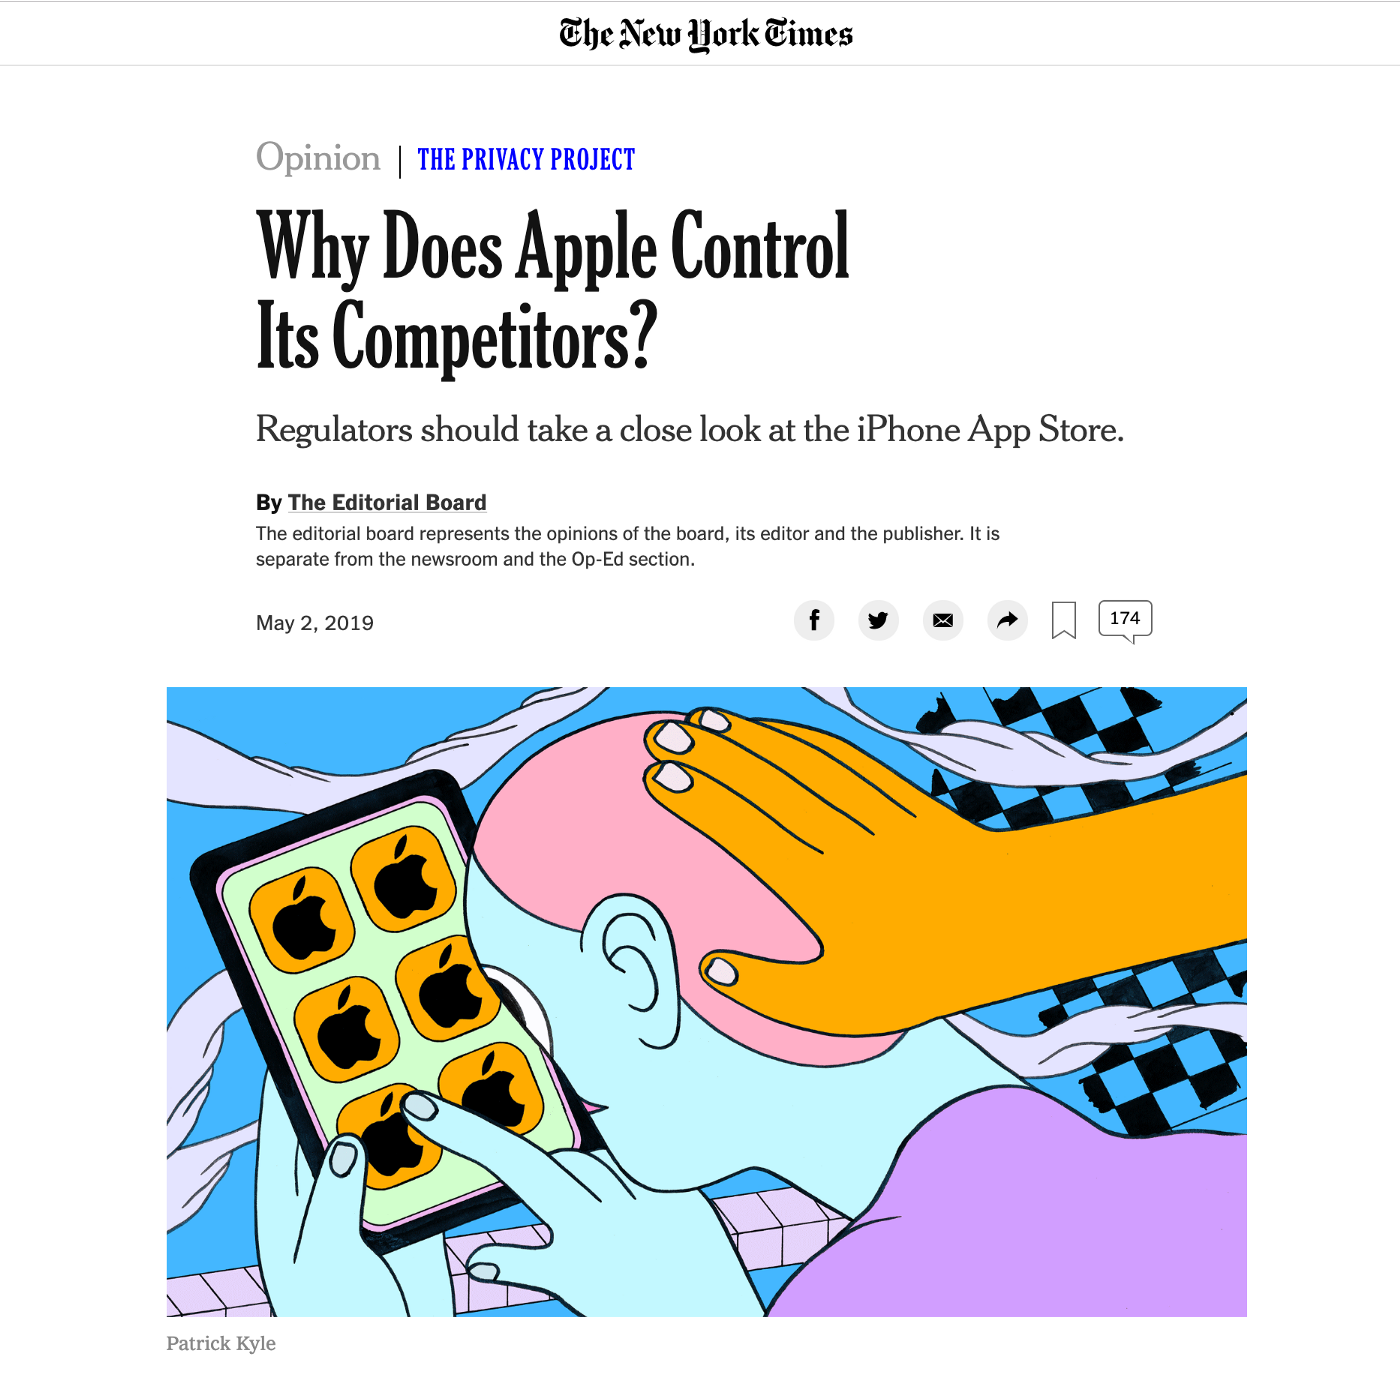 The New York Times
Opinion | THE PRIVACY PROJECT
Why Does Apple Control
Its Competitors?
Regulators should take a close look at the iPhone App Store.
By The Editorial Board
The editorial board represents the opinions of the board, its editor and the publisher. It is
separate from the newsroom and the Op-Ed section.
May 2, 2019
174
Patrick Kyle